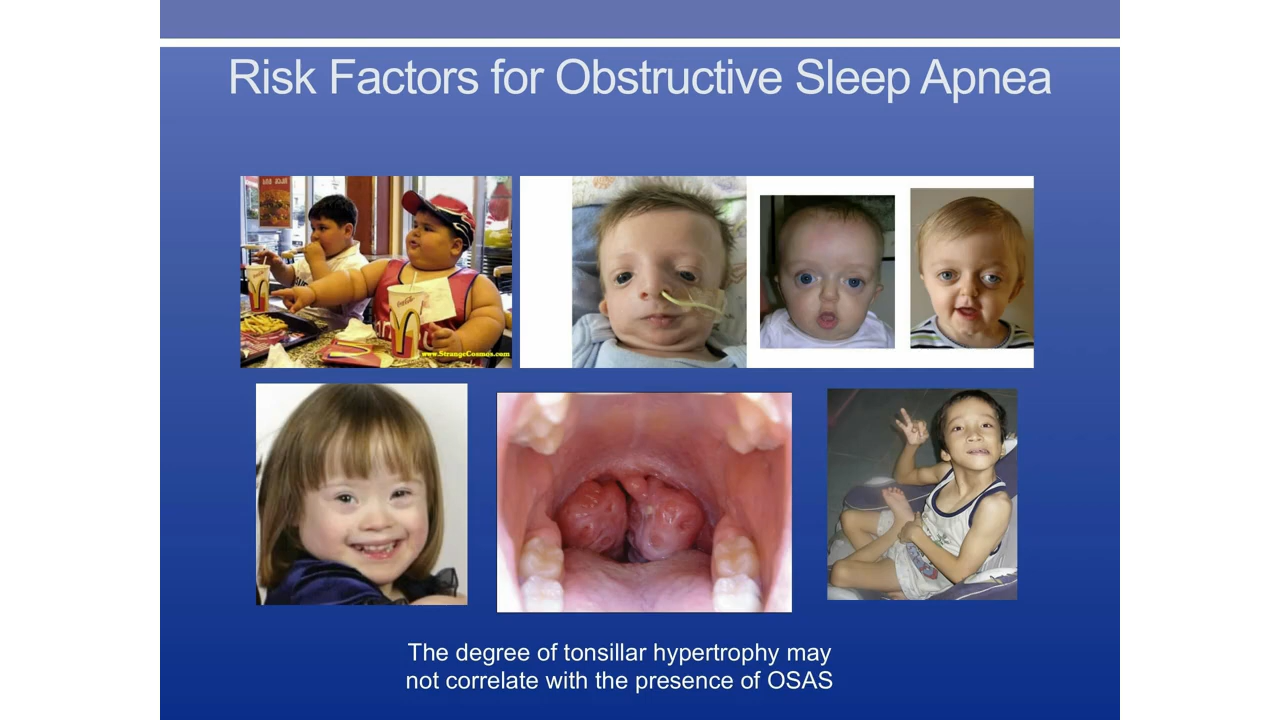 Risk Factors for Obstructive Sleep Apnea
www.StrangeCosmos.com
The degree of tonsillar hypertrophy may
not correlate with the presence of OSAS